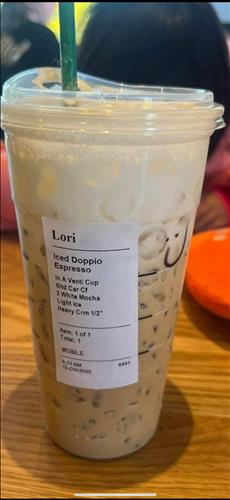 Lori
Iced Doppio
Espresso
In A Venti Cup
Sltd Car Cf
3 White Mocha
Light Ice
Heavy Crm 1/2"
Item: 1 of 1
Total: 1
MOBILE